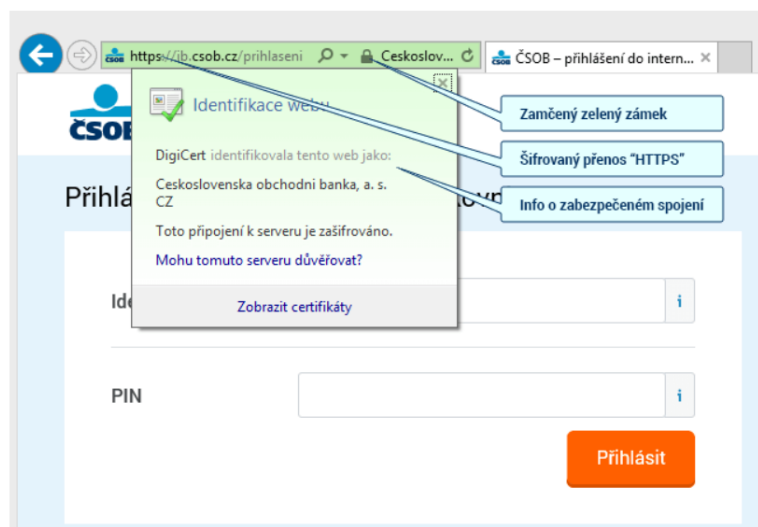 https://ib.csob.cz/prihlaseni
Ceskoslov...
ČSOB – přihlášení do intern...
ČSOB
Identifikace webu
Zamčený zelený zámek
DigiCert identifikovala tento web jako:
Šifrovaný přenos "HTTPS"
Ceskoslovenska obchodni banka, a. s.
CZ
Info o zabezpečeném spojení
Přihlá
Toto připojení k serveru je zašifrováno.
Mohu tomuto serveru důvěřovat?
Ide
i
Zobrazit certifikáty
PIN
i
Přihlásit